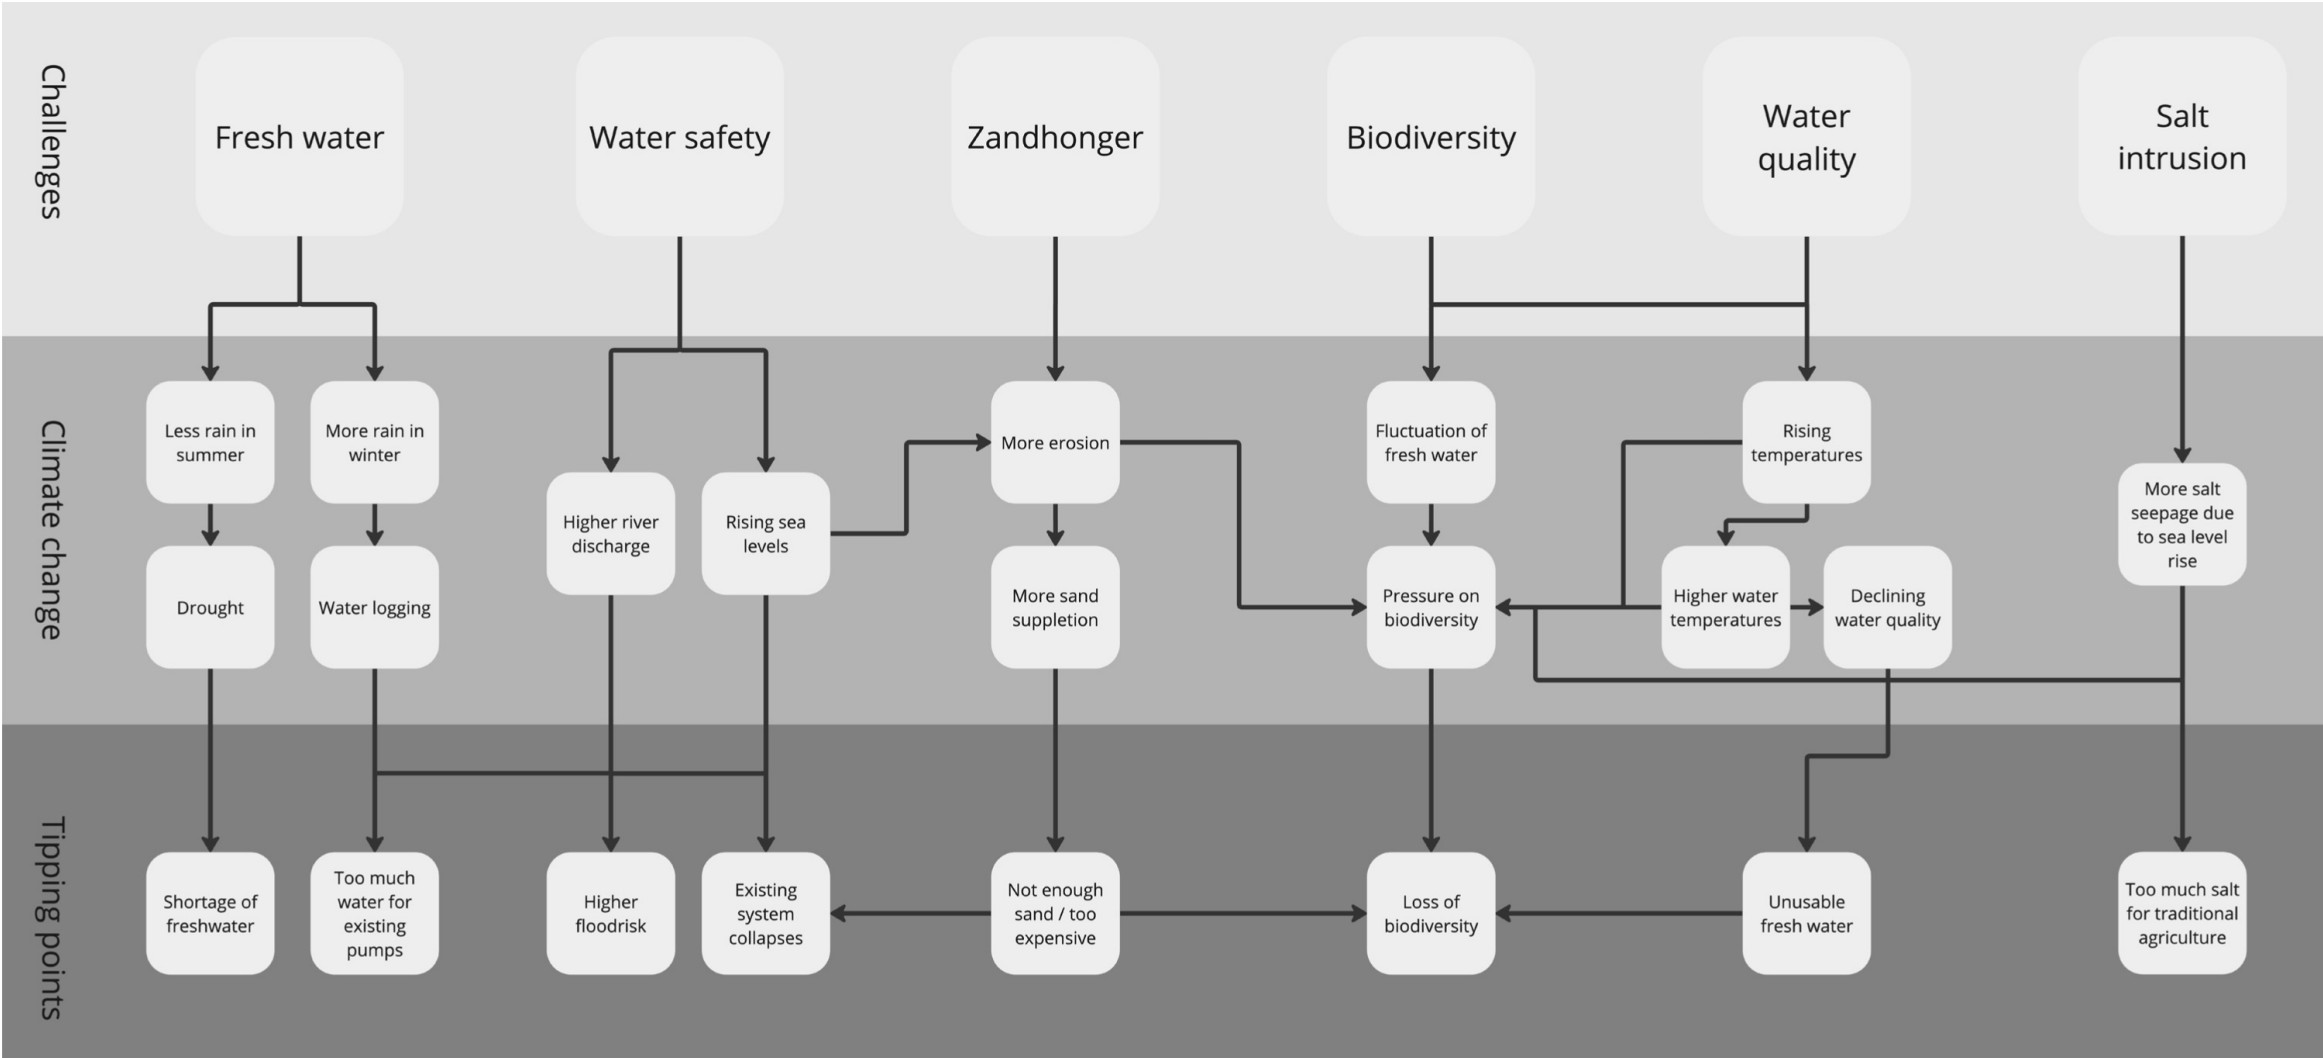 Challenges
Fresh water
Water safety
Zandhonger
Biodiversity
Water
quality
Salt
intrusion
Climate change
Less rain in
summer
More rain in
winter
Higher river
discharge
Rising sea
levels
More erosion
Fluctuation of
fresh water
Rising
temperatures
More salt
seepage due
to sea level
rise
Drought
Water logging
More sand
suppletion
Pressure on
biodiversity
Higher water
temperatures
Declining
water quality
Tipping points
Shortage of
freshwater
Too much
water for
existing
pumps
Higher
floodrisk
Existing
system
collapses
Not enough
sand / too
expensive
Loss of
biodiversity
Unusable
fresh water
Too much salt
for traditional
agriculture